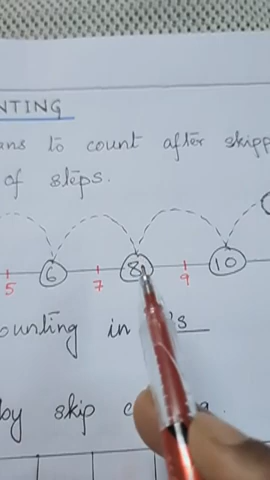 NTING
ans to count after skipp
of steps.
5 6 7 8 9 10
ounting in 's
by skip c